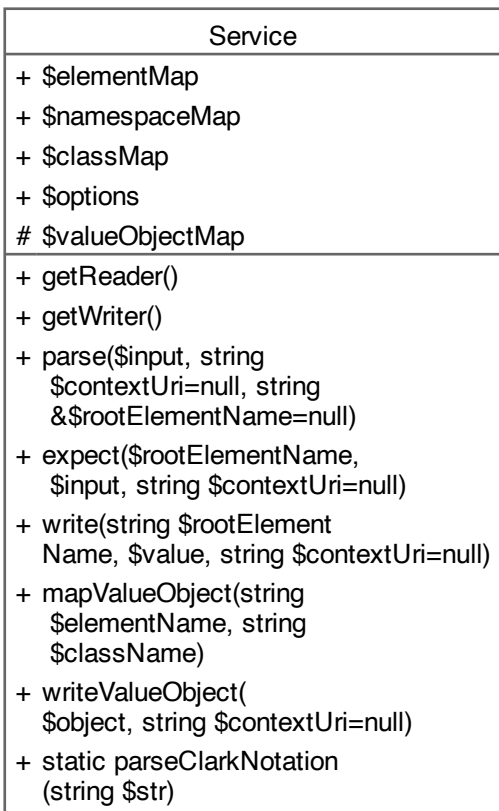 Service
+ $elementMap
+ $namespaceMap
+ $classMap
+ $options
# $valueObjectMap
+ getReader()
+ getWriter()
+ parse($input, string
$contextUri=null, string
&$rootElementName=null)
+ expect($rootElementName,
$input, string $contextUri=null)
+ write(string $rootElement
Name, $value, string $contextUri=null)
+ mapValueObject(string
$elementName, string
$className)
+ writeValueObject(
$object, string $contextUri=null)
+ static parseClarkNotation
(string $str)